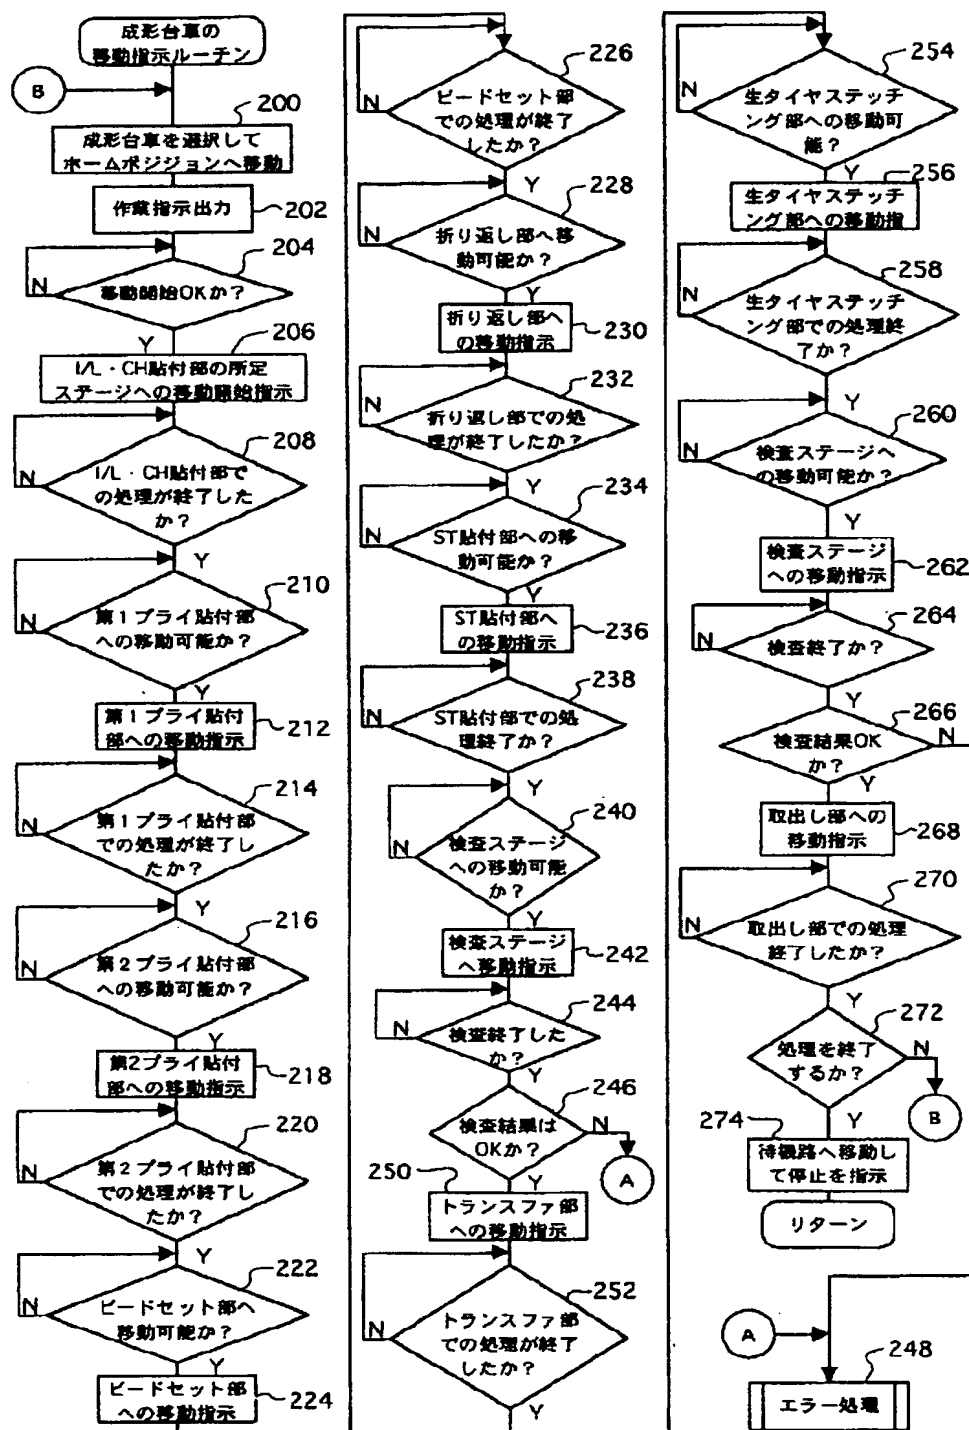 成形台車の
移動指示ルーチン
B
200
成形台車を選択して
ホームポジジョンへ移動
作業指示出力
202
204
移動開始OKか？
N
Y
206
I/L・CH貼付部の所定
ステージへの移動開始指示
208
I/L・CH貼付部で
の処理が終了した
か？
N
Y
210
第1プライ貼付部
への移動可能か？
N
Y
第1プライ貼付
部への移動指示
212
214
第1プライ貼付部
での処理が終了し
たか？
N
Y
216
第2プライ貼付部
への移動可能か？
N
Y
第2プライ貼付
部への移動指示
218
220
第2プライ貼付部
での処理が終了し
たか？
N
Y
222
ビードセット部へ
移動可能か？
N
Y
ビードセット部
への移動指示
224
226
ビードセット部
での処理が終了
したか？
N
Y
228
折り返し部へ移
動可能か？
N
Y
折り返し部へ
の移動指示
230
232
折り返し部での処
理が終了したか？
N
Y
234
ST貼付部への移
動可能か？
N
Y
ST貼付部へ
の移動指示
236
238
ST貼付部での処
理終了か？
N
Y
240
検査ステージ
への移動可能
か？
N
Y
検査ステージ
へ移動指示
242
244
検査終了した
か？
N
Y
246
検査結果は
OKか？
N
A
Y
250
トランスファ部
への移動指示
252
トランスファ部
での処理が終了
したか？
N
Y
254
生タイヤステッチ
ング部への移動可
能？
N
Y
256
生タイヤステッチ
ング部への移動指
258
生タイヤステッチ
ング部での処理終
了か？
N
Y
260
検査ステージへ
の移動可能か？
N
Y
検査ステージ
への移動指示
262
264
検査終了か？
N
Y
266
検査結果OK
か？
N
Y
取出し部への
移動指示
268
270
取出し部での処理
終了したか？
N
Y
272
処理を終了
するか？
N
B
Y
274
待機路へ移動し
て停止を指示
リターン
A
248
エラー処理